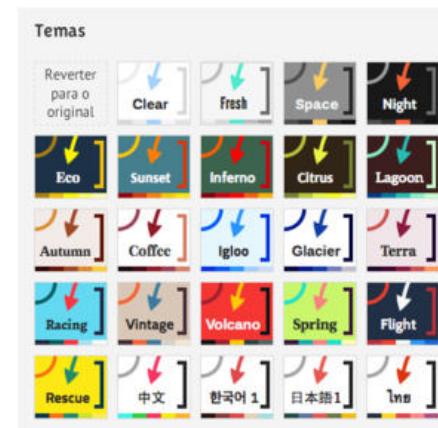 Temas
Reverter
para o
original
Clear
Fresh
Space
Night
Eco
Sunset
Inferno
Citrus
Lagoon
Autumn
Coffee
Igloo
Glacier
Terra
Racing
Vintage
Volcano
Spring
Flight
Rescue
中文
한국어 1
日本語1
ไทย